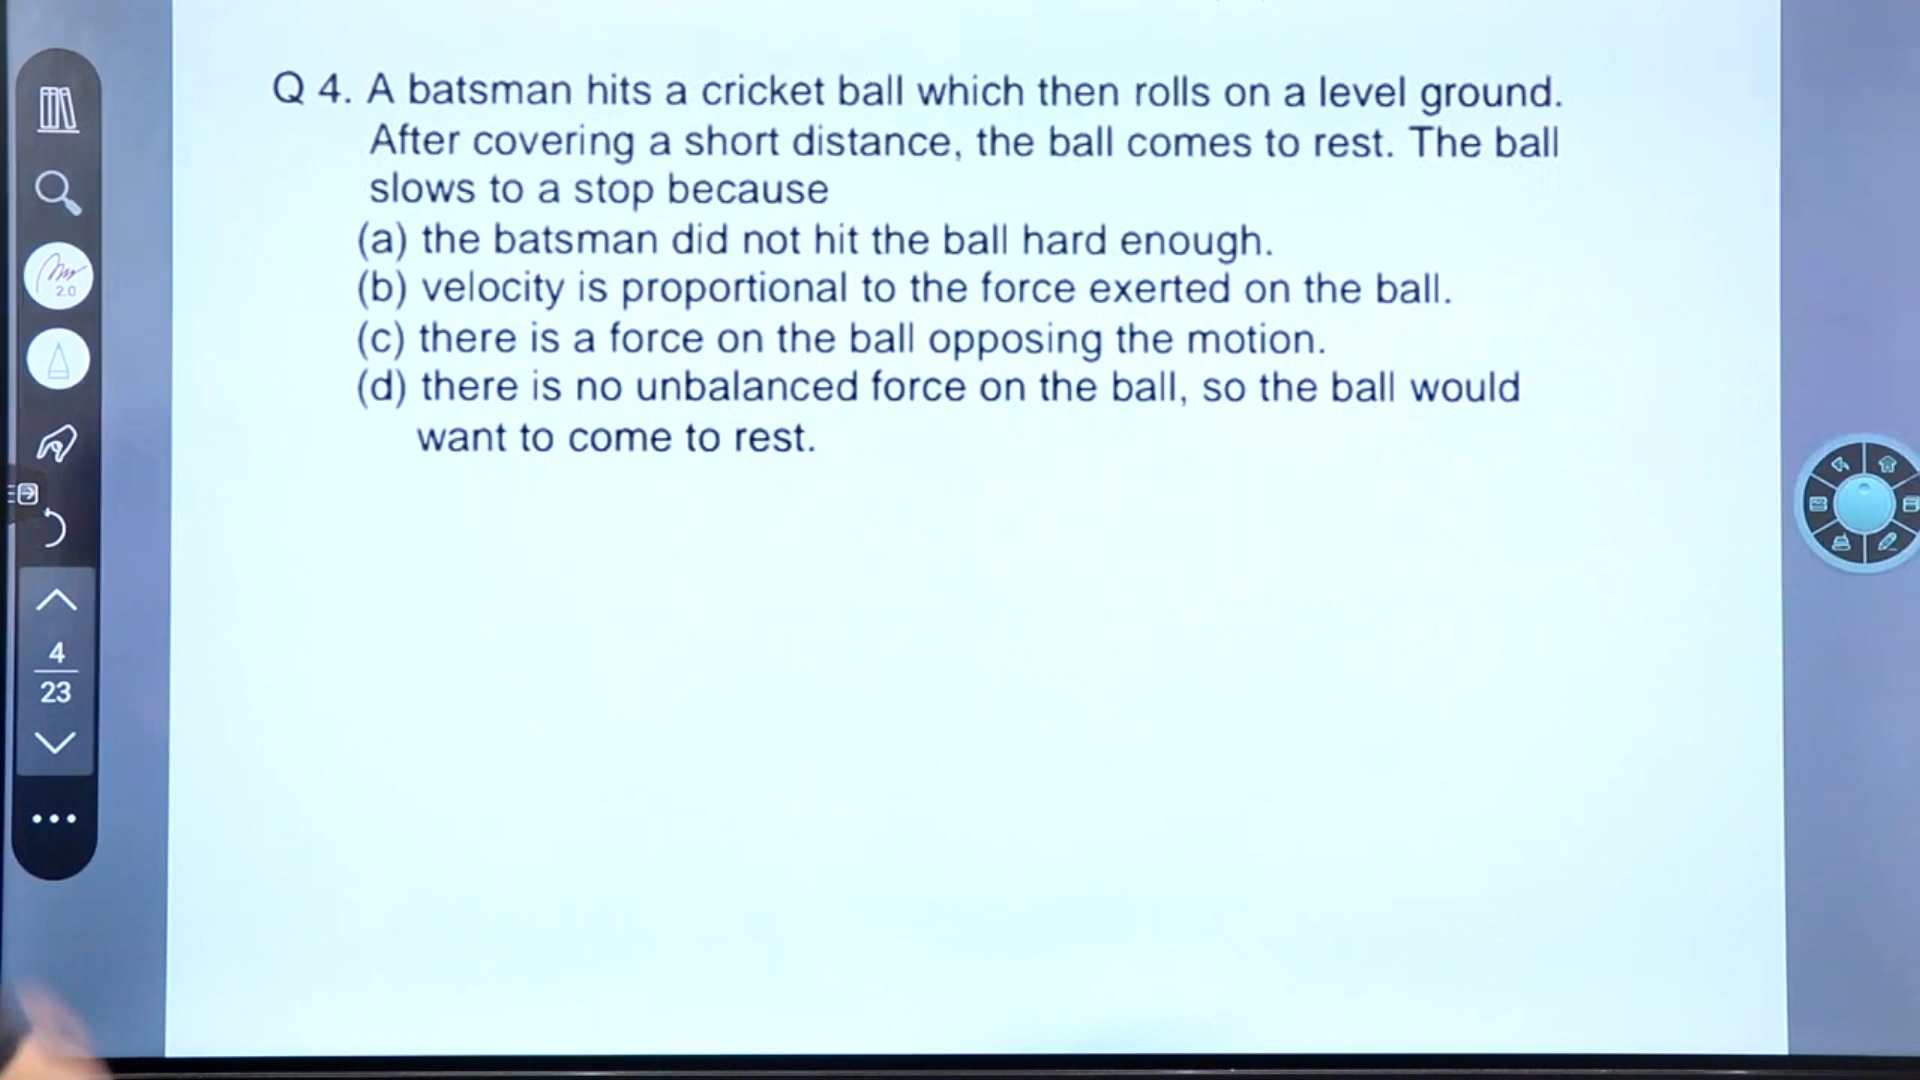 Q 4. A batsman hits a cricket ball which then rolls on a level ground.
After covering a short distance, the ball comes to rest. The ball
slows to a stop because
(a) the batsman did not hit the ball hard enough.
(b) velocity is proportional to the force exerted on the ball.
(c) there is a force on the ball opposing the motion.
(d) there is no unbalanced force on the ball, so the ball would
want to come to rest.
2.0
4
23